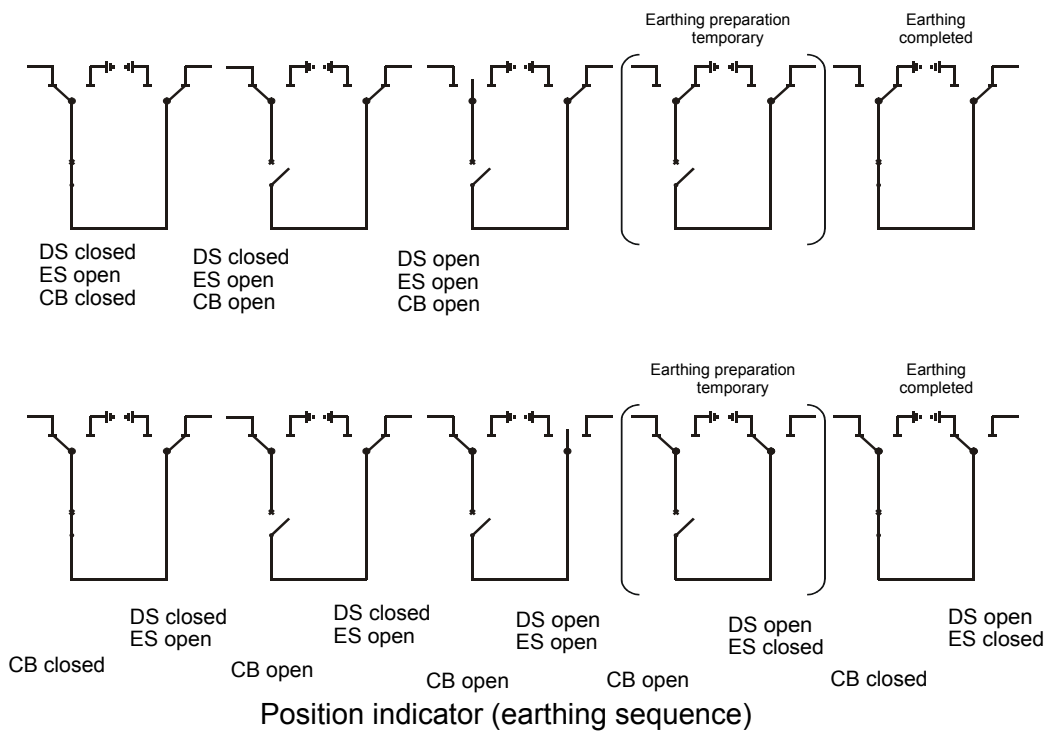 Earthing preparation
temporary
Earthing
completed
DS closed
ES open
CB closed
DS closed
ES open
CB open
DS open
ES open
CB open
Earthing preparation
temporary
Earthing
completed
DS closed
ES open
CB closed
DS closed
ES open
CB open
DS open
ES open
CB open
DS open
ES closed
CB open
DS open
ES closed
CB closed
Position indicator (earthing sequence)